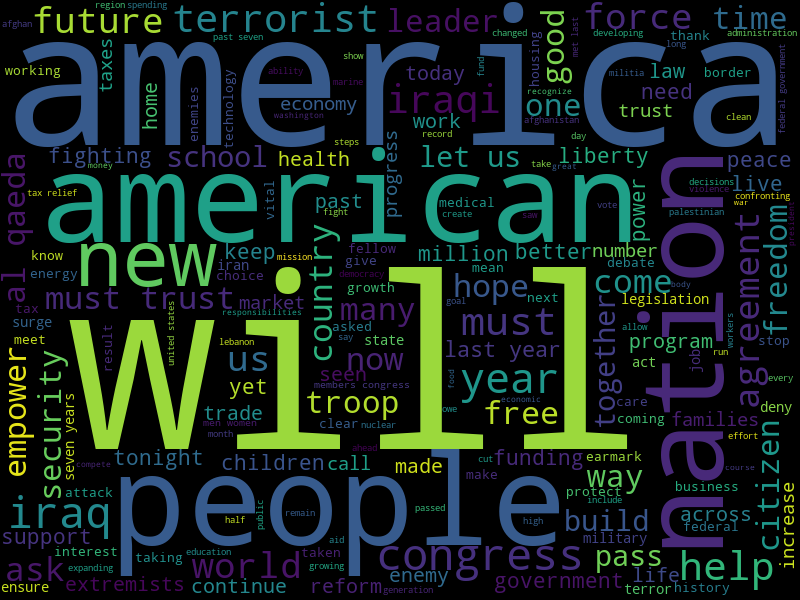 region spending
afghan
future
terrorist
leader
force
time
past seven
changed
developing
thank
administration
met last
america
taxes
working
home
enemies
technology
show
ability
marine
today
economy
iraqi
washington
recognize
fund
housing
good
one
militia
long
need
law
border
trust
clean
federal government
afghanistan
fighting
school
health
steps
record
work
day
let us
take
great
liberty
peace
money
tax relief
al qaeda
american
vital
past
fight
progress
medical
create
saw
vote
power
nation
decisions
violence
war
live
confronting
president
palestinian
know
new
keep
country
fellow
give
million
mean
better
number
debate
agreement
freedom
energy
iran
choice
mission
democracy
hope
come
tax
must trust
market
growth
many
goal
next
must
together
legislation
body
surge
responsibilities
asked
say
state
now
last year
program
allow
workers
stop
meet
result
united states
lebanon
us
seen
year
food
act
job
run
every
empower
security
seven years
will
yet
members congress
troop
economic
owe
free
care
coming
families
deny
trade
men women
clear
nuclear
month
ahead
effort
tonight
children
call
made
cut
funding
earmark
way
course
compete
attack
people
make
include
protect
business
citizen
increase
iraq
half
public
remain
passed
high
build
across
federal
support
interest
education
aid
military
congress
pass
help
ask
expanding
taking
world
growing
taken
enemy
government
life
history
terror
ensure
extremists
continue
reform
generation